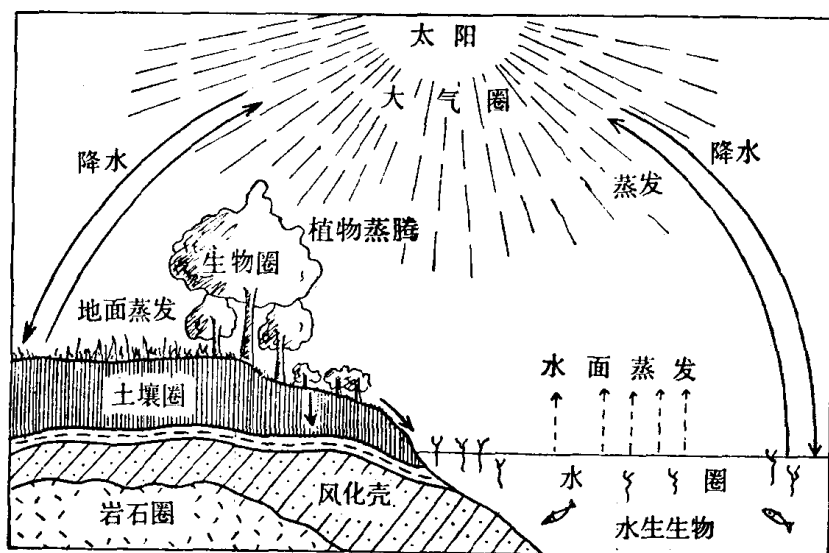 太阳
大气圈
降水
降水
蒸发
植物蒸腾
生物圈
地面蒸发
水面蒸发
土壤圈
水圈
风化壳
岩石圈
水生生物